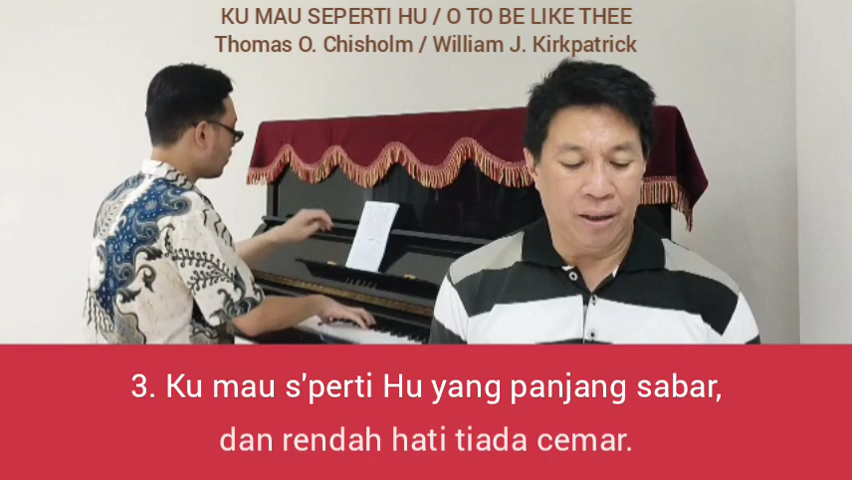 KU MAU SEPERTI HU / O TO BE LIKE THEE
Thomas O. Chisholm / William J. Kirkpatrick
3. Ku mau s'perti Hu yang panjang sabar,
dan rendah hati tiada cemar.